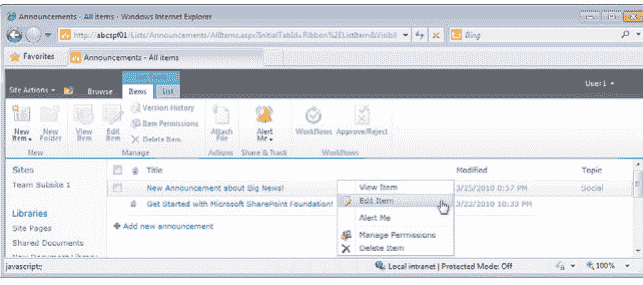 Announcements - All items - Windows Internet Explorer
http://abcspf01/Lists/Announcements/AllItems.aspx?InitialTabId=Ribbon%2EListItem&Visibil
Bing
Favorites
Announcements - All items
Site Actions
Browse
Items
List
User1
New Item
New Folder
View Item
Edit Item
Version History
Item Permissions
Delete Item
Attach File
Alert Me
Workflows
Approve/Reject
New
Manage
Actions
Share & Track
Workflows
Sites
Team Subsite 1
Libraries
Site Pages
Shared Documents
New Document Library
Title
Modified
Topic
New Announcement about Big News!
3/25/2010 0:57 PM
Social
Get Started with Microsoft SharePoint Foundation!
3/22/2010 10:33 PM
Add new announcement
View Item
Edit Item
Alert Me
Manage Permissions
Delete Item
javascript:
Local intranet | Protected Mode: Off
100%